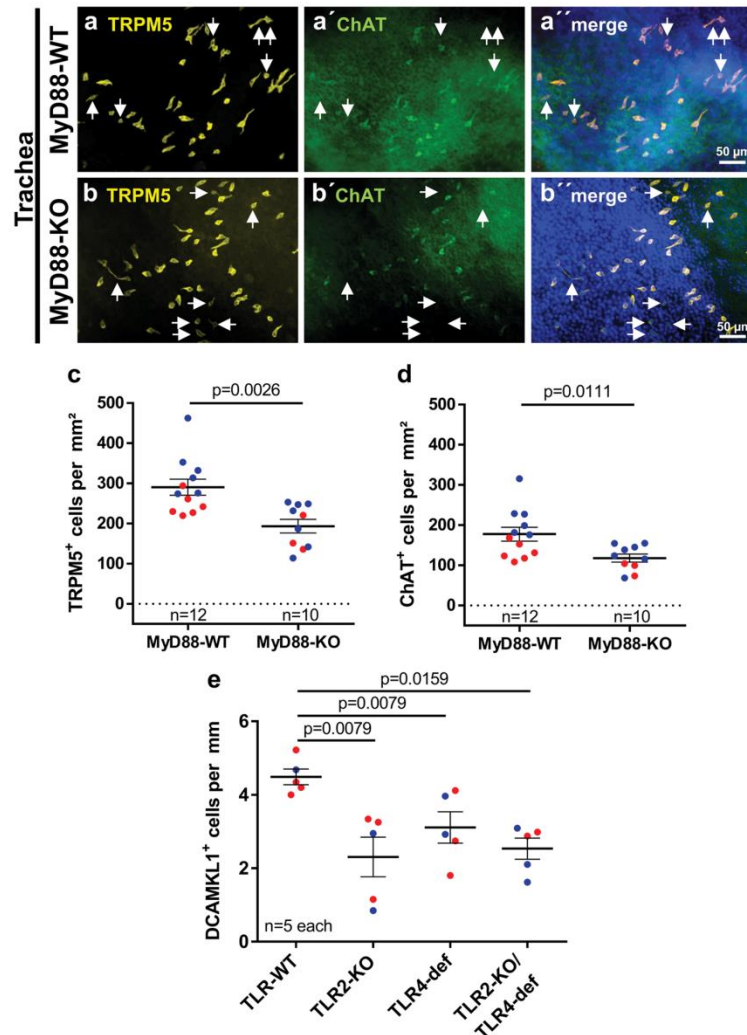 Trachea
MyD88-WT
a TRPM5
a´ ChAT
a´´ merge
50 µm
MyD88-KO
b TRPM5
b´ ChAT
b´´ merge
50 µm
c
p=0.0026
TRPM5+ cells per mm²
500
400
300
200
100
0
n=12
n=10
MyD88-WT
MyD88-KO
d
p=0.0111
ChAT+ cells per mm²
500
400
300
200
100
0
n=12
n=10
MyD88-WT
MyD88-KO
e
p=0.0159
p=0.0079
p=0.0079
DCAMKL1+ cells per mm
6
4
2
0
n=5 each
TLR-WT
TLR2-KO
TLR4-def
TLR2-KO/
TLR4-def